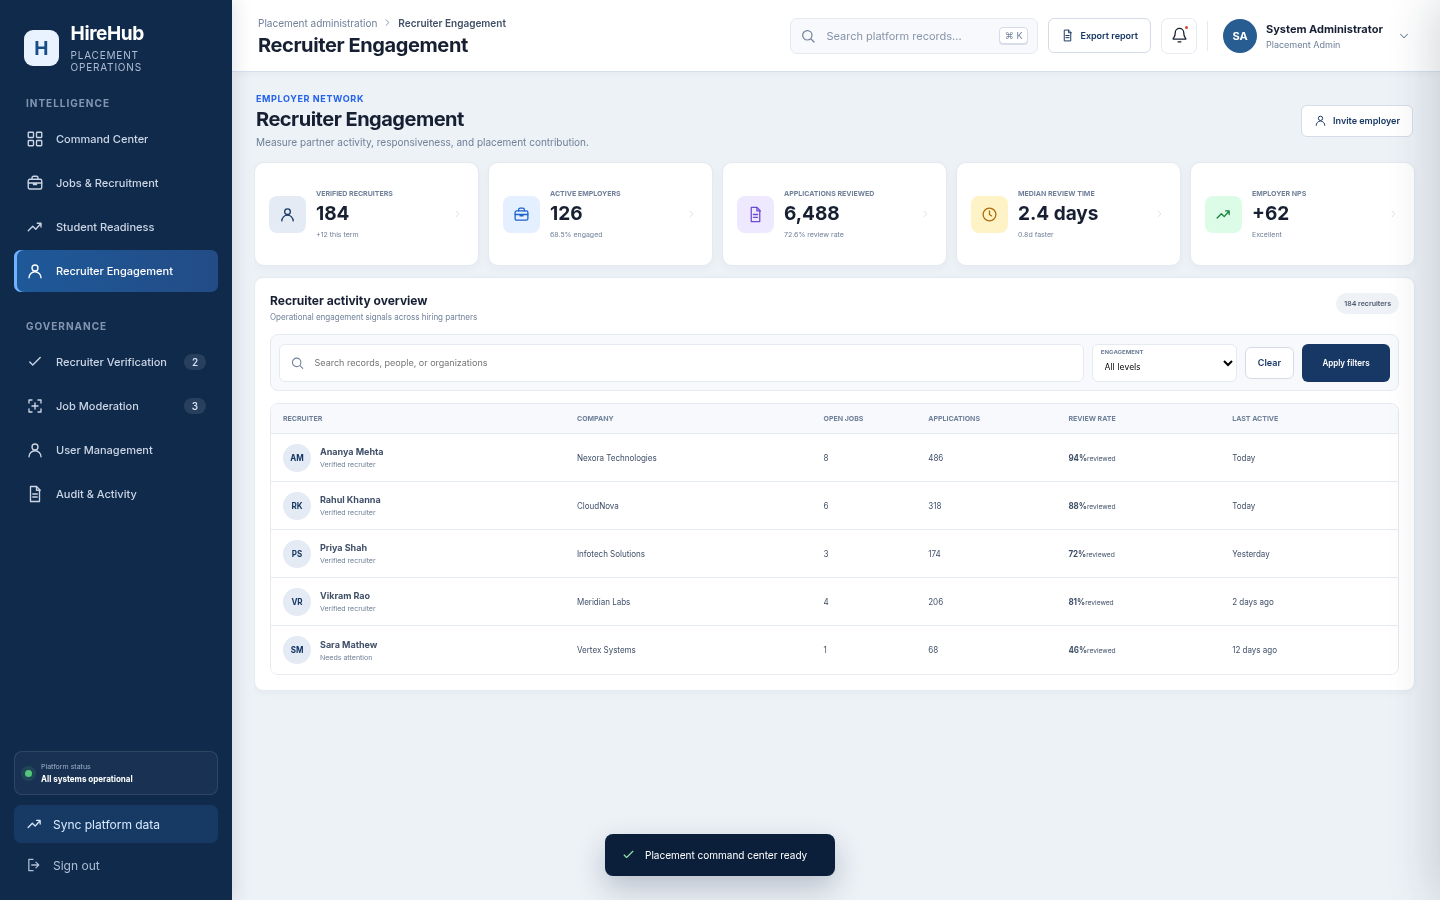 H
HireHub
PLACEMENT
OPERATIONS
INTELLIGENCE
Command Center
Jobs & Recruitment
Student Readiness
Recruiter Engagement
GOVERNANCE
Recruiter Verification 2
Job Moderation 3
User Management
Audit & Activity
Platform status
All systems operational
Sync platform data
Sign out
Placement administration > Recruiter Engagement
Recruiter Engagement
Search platform records... ⌘ K
Export report
SA
System Administrator
Placement Admin
EMPLOYER NETWORK
Recruiter Engagement
Measure partner activity, responsiveness, and placement contribution.
Invite employer
VERIFIED RECRUITERS
184
+12 this term
ACTIVE EMPLOYERS
126
68.5% engaged
APPLICATIONS REVIEWED
6,488
72.6% review rate
MEDIAN REVIEW TIME
2.4 days
0.8d faster
EMPLOYER NPS
+62
Excellent
Recruiter activity overview
Operational engagement signals across hiring partners
184 recruiters
Search records, people, or organizations
ENGAGEMENT
All levels
Clear
Apply filters
RECRUITER COMPANY OPEN JOBS APPLICATIONS REVIEW RATE LAST ACTIVE
AM Ananya Mehta
Verified recruiter
Nexora Technologies 8 486 94%reviewed Today
RK Rahul Khanna
Verified recruiter
CloudNova 6 318 88%reviewed Today
PS Priya Shah
Verified recruiter
Infotech Solutions 3 174 72%reviewed Yesterday
VR Vikram Rao
Verified recruiter
Meridian Labs 4 206 81%reviewed 2 days ago
SM Sara Mathew
Needs attention
Vertex Systems 1 68 46%reviewed 12 days ago
Placement command center ready